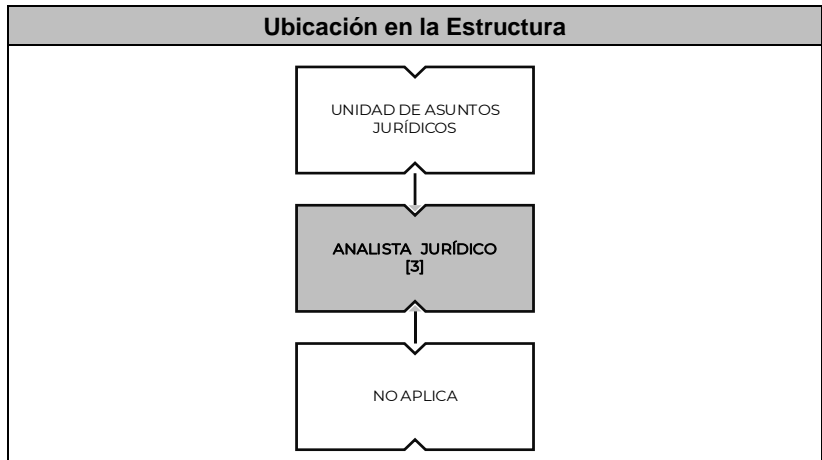 Ubicación en la Estructura
UNIDAD DE ASUNTOS
JURÍDICOS
ANALISTA JURÍDICO
[3]
NO APLICA